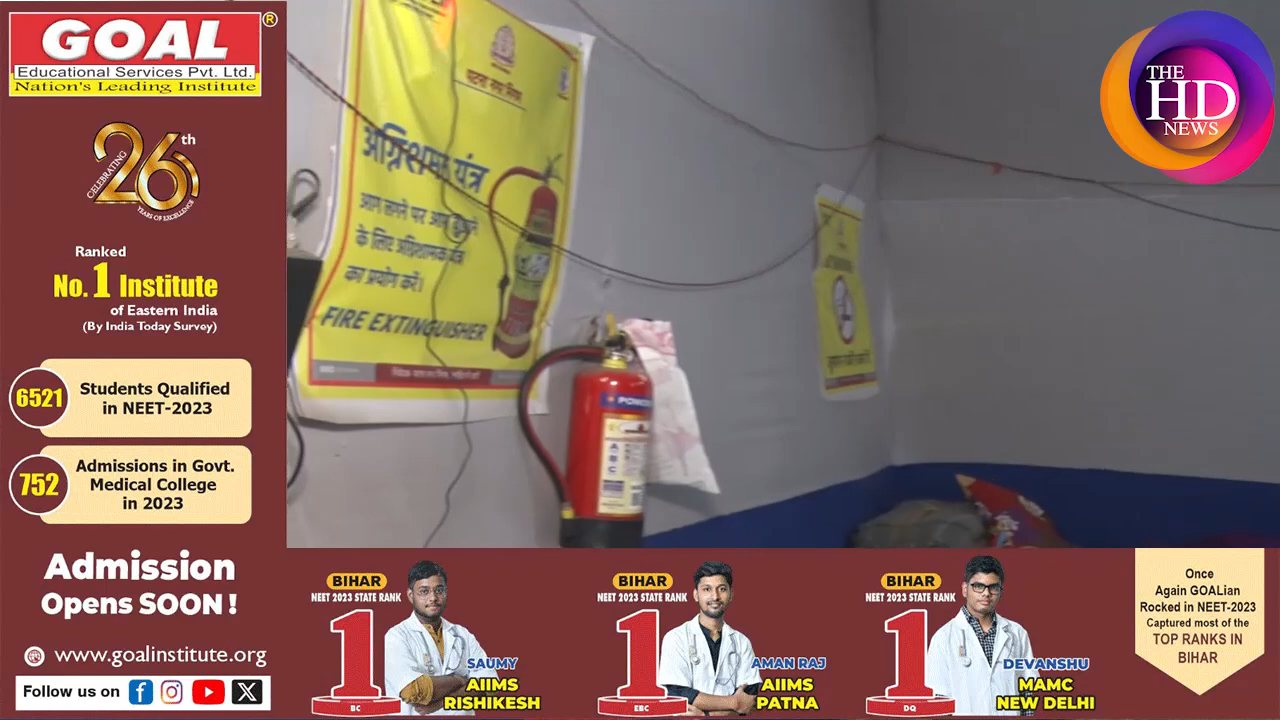 GOAL
®
Educational Services Pvt. Ltd.
Nation's Leading Institute
CELEBRATING
26th
YEARS OF EXCELLENCE
Ranked
No. 1 Institute
of Eastern India
(By India Today Survey)
6521
Students Qualified
in NEET-2023
752
Admissions in Govt.
Medical College
in 2023
Admission
Opens SOON !
www.goalinstitute.org
Follow us on
THE
HD
NEWS
पटना नगर निगम
अग्निशमन यंत्र
आग लगने पर आग बुझाने
के लिए अग्निशामक यंत्र
का प्रयोग करें।
FIRE EXTINGUISHER
A
B
C
BIHAR
NEET 2023 STATE RANK
1
BC
SAUMY
AIIMS
RISHIKESH
BIHAR
NEET 2023 STATE RANK
1
EBC
AMAN RAJ
AIIMS
PATNA
BIHAR
NEET 2023 STATE RANK
1
DQ
DEVANSHU
MAMC
NEW DELHI
Once
Again GOALian
Rocked in NEET-2023
Captured most of the
TOP RANKS IN
BIHAR